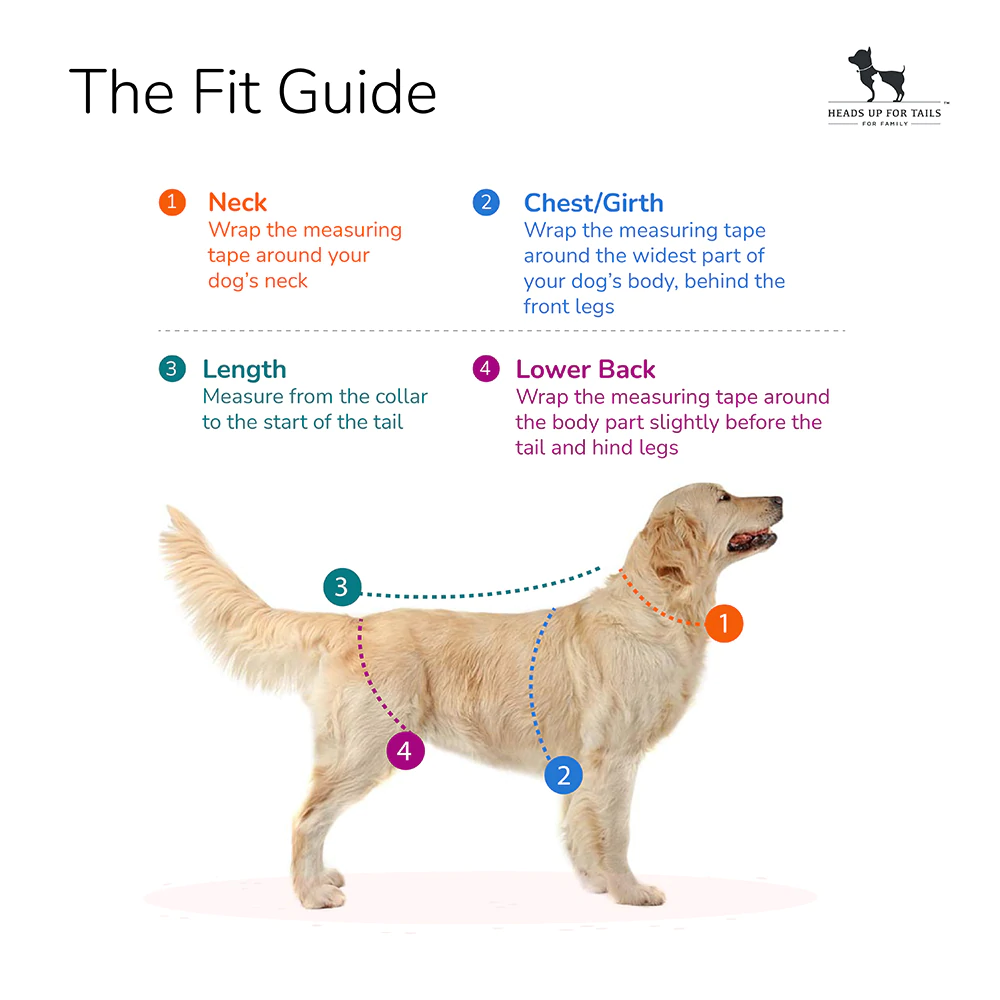 The Fit Guide
HEADS UP FOR TAILS ™
FOR FAMILY
1 Neck
Wrap the measuring
tape around your
dog’s neck
2 Chest/Girth
Wrap the measuring tape
around the widest part of
your dog’s body, behind the
front legs
3 Length
Measure from the collar
to the start of the tail
4 Lower Back
Wrap the measuring tape around
the body part slightly before the
tail and hind legs
3
1
4
2